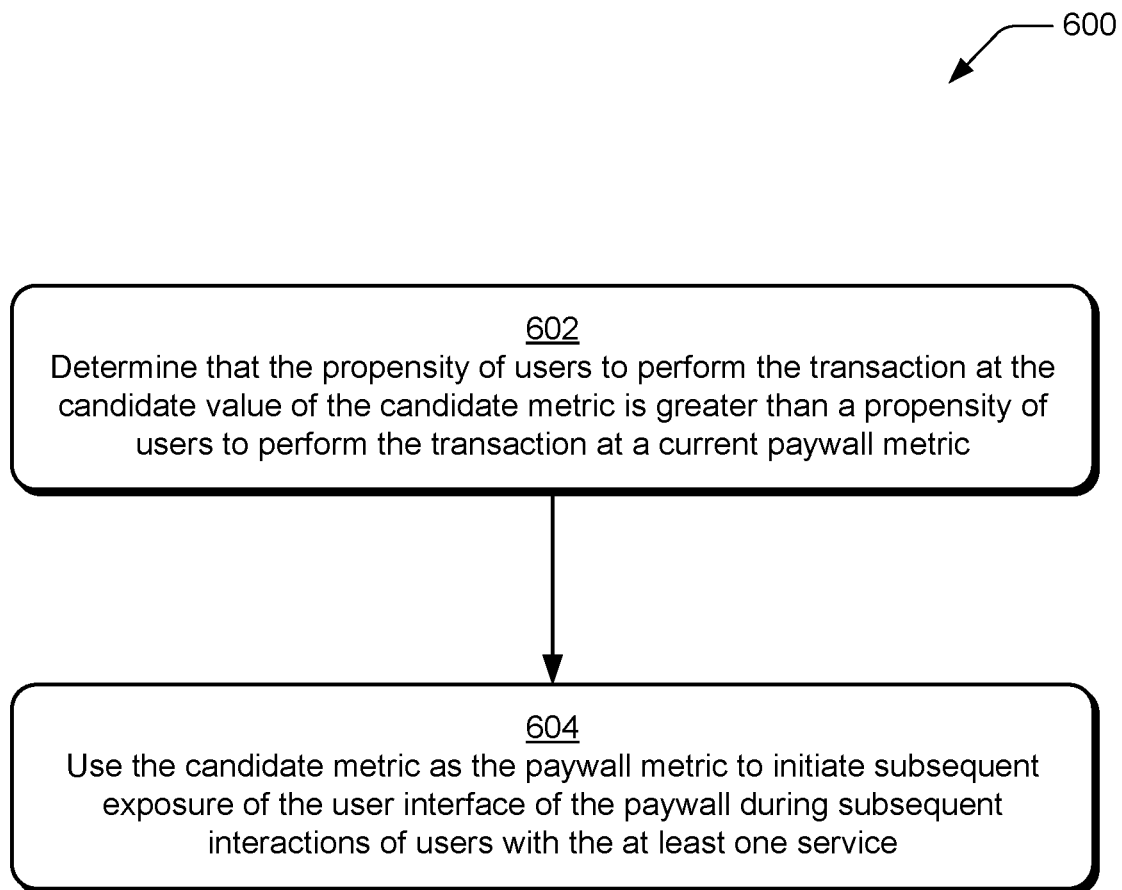 600
602
Determine that the propensity of users to perform the transaction at the
candidate value of the candidate metric is greater than a propensity of
users to perform the transaction at a current paywall metric
604
Use the candidate metric as the paywall metric to initiate subsequent
exposure of the user interface of the paywall during subsequent
interactions of users with the at least one service